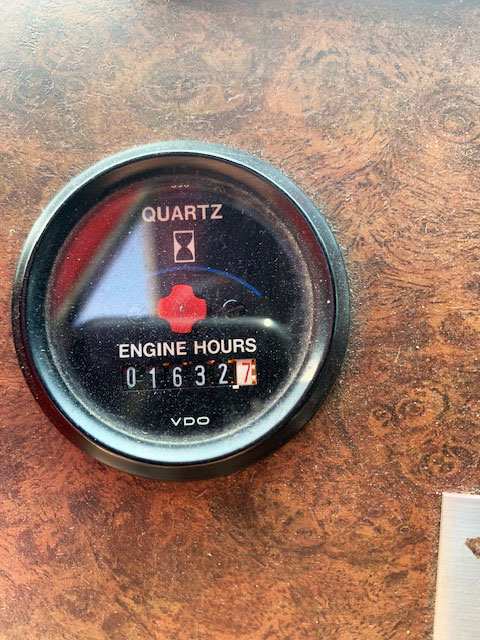 QUARTZ
ENGINE HOURS
016327
VDO